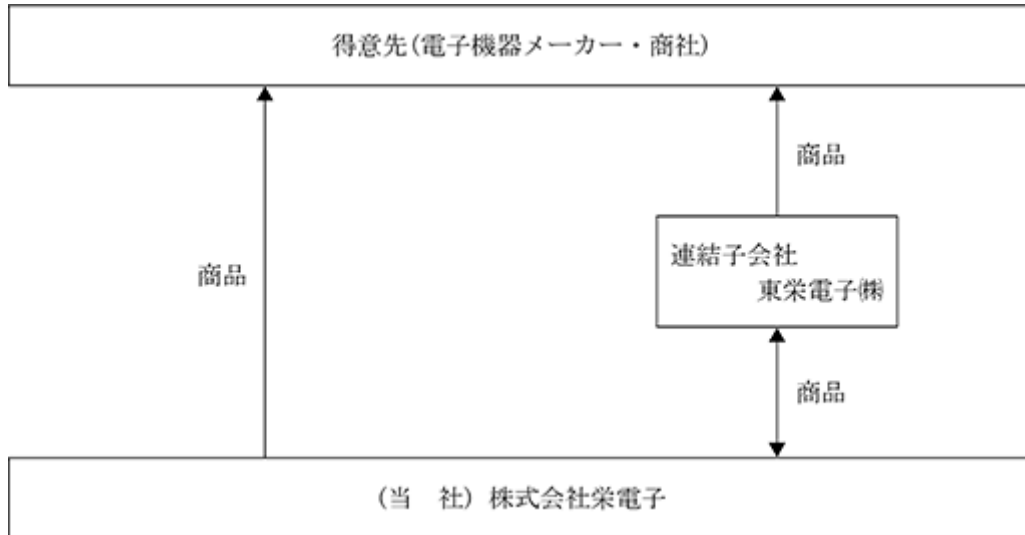 得意先(電子機器メーカー・商社)
商品
商品
連結子会社
東栄電子㈱
商品
(当　社) 株式会社栄電子